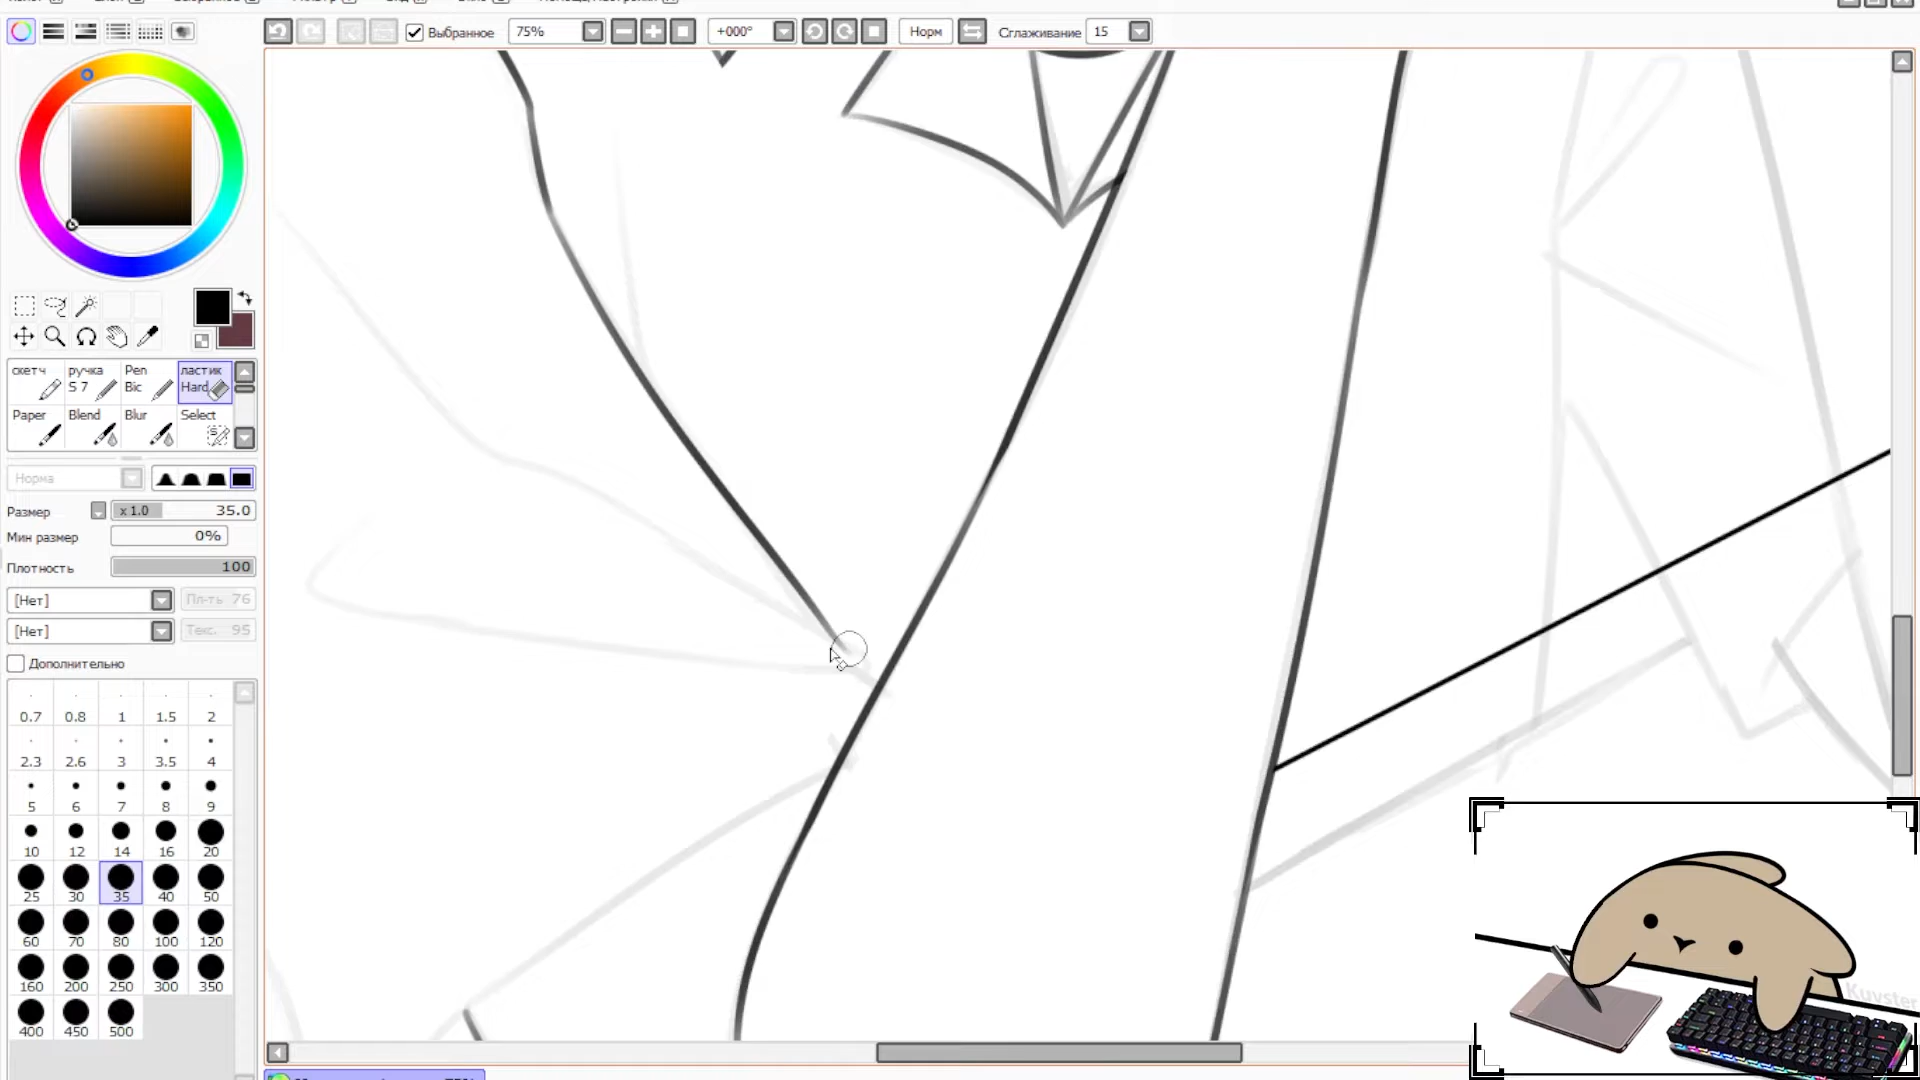 Выбранное 75% +000° Норм Сглаживание 15
скетч ручка Pen ластик
S 7 Bic Hard
Paper Blend Blur Select
Норма
Размер x 1.0 35.0
Мин размер 0%
Плотность 100
[Нет] Пл-ть 76
[Нет] Текс. 95
Дополнительно
0.7 0.8 1 1.5 2
2.3 2.6 3 3.5 4
5 6 7 8 9
10 12 14 16 20
25 30 35 40 50
60 70 80 100 120
160 200 250 300 350
400 450 500
Kuvster